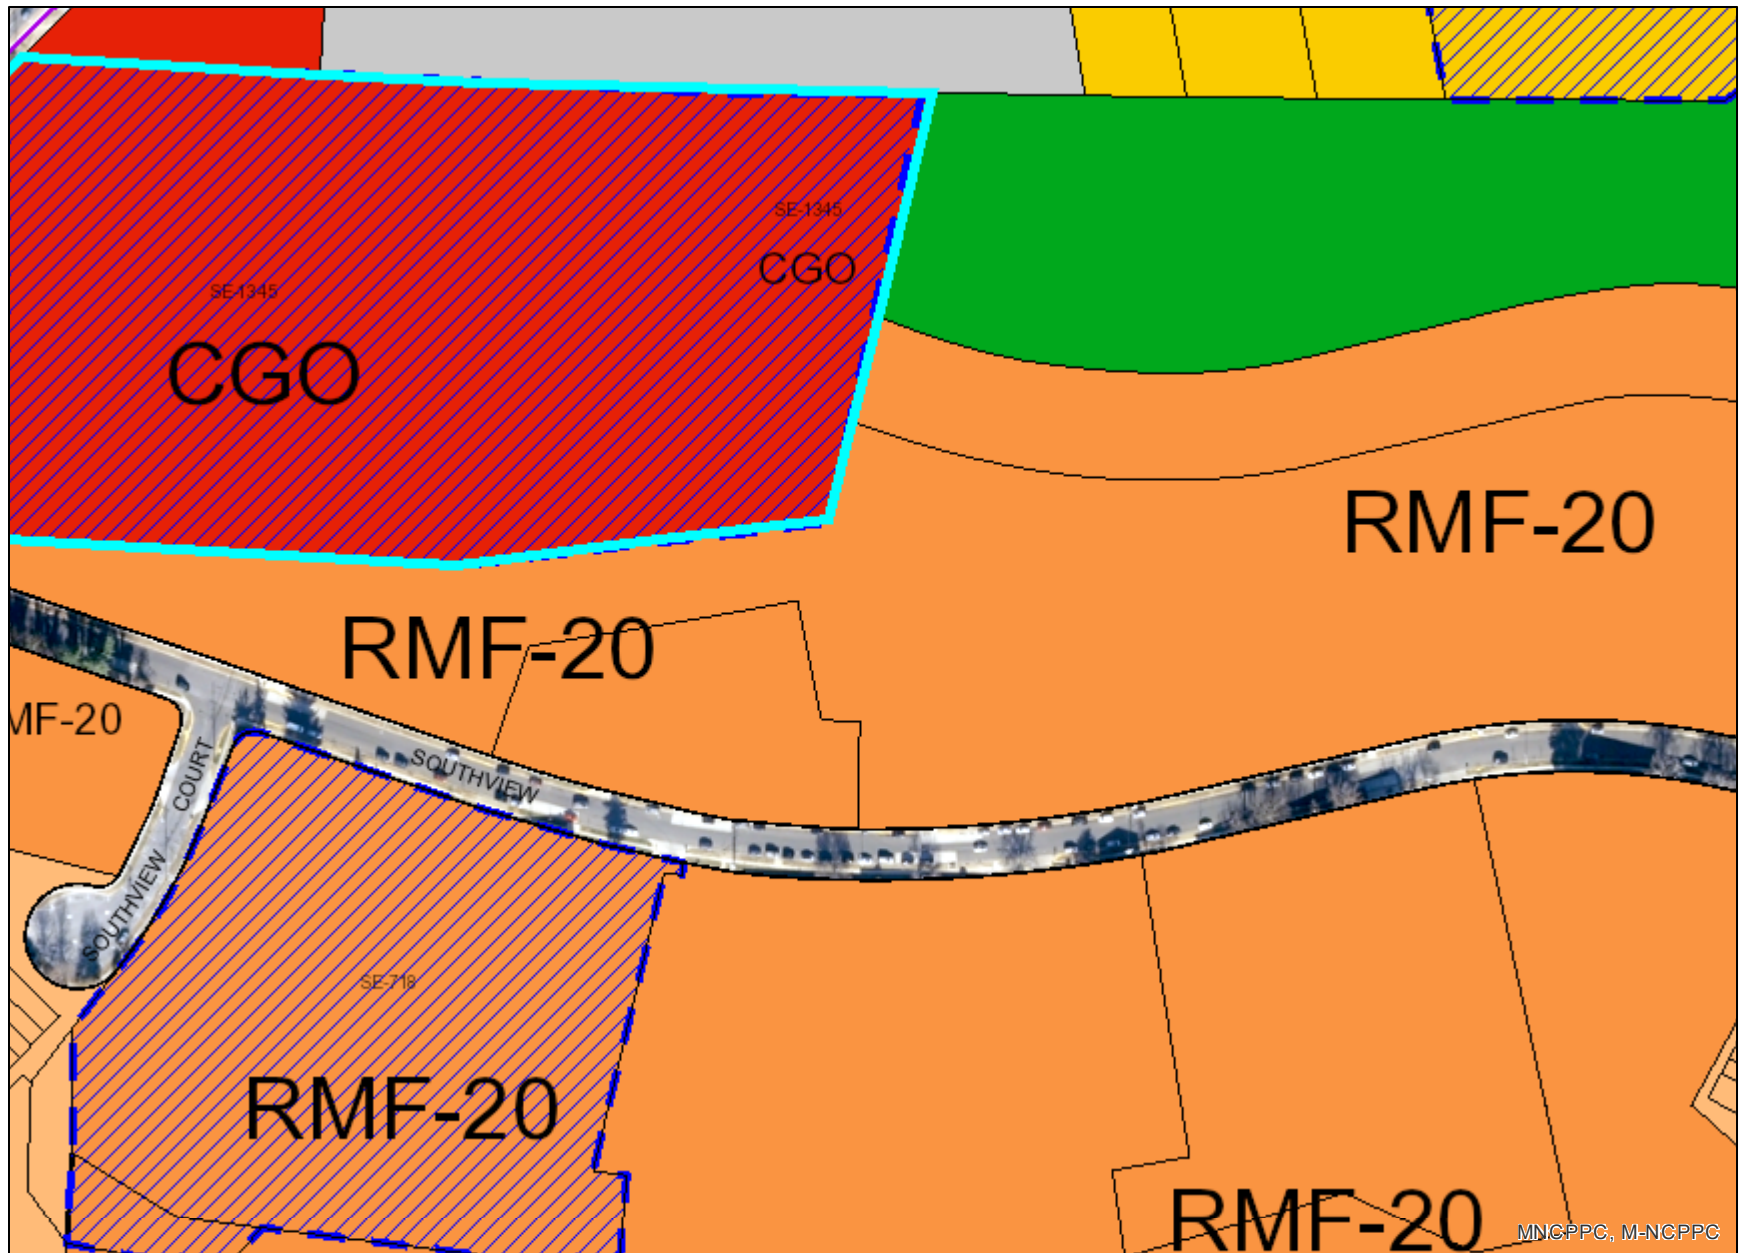 SE-1345
CGO
SE-1345
CGO
RMF-20
RMF-20
MF-20
SOUTHVIEW
SOUTHVIEW COURT
SE-718
RMF-20
RMF-20
MNCPPC, M-NCPPC